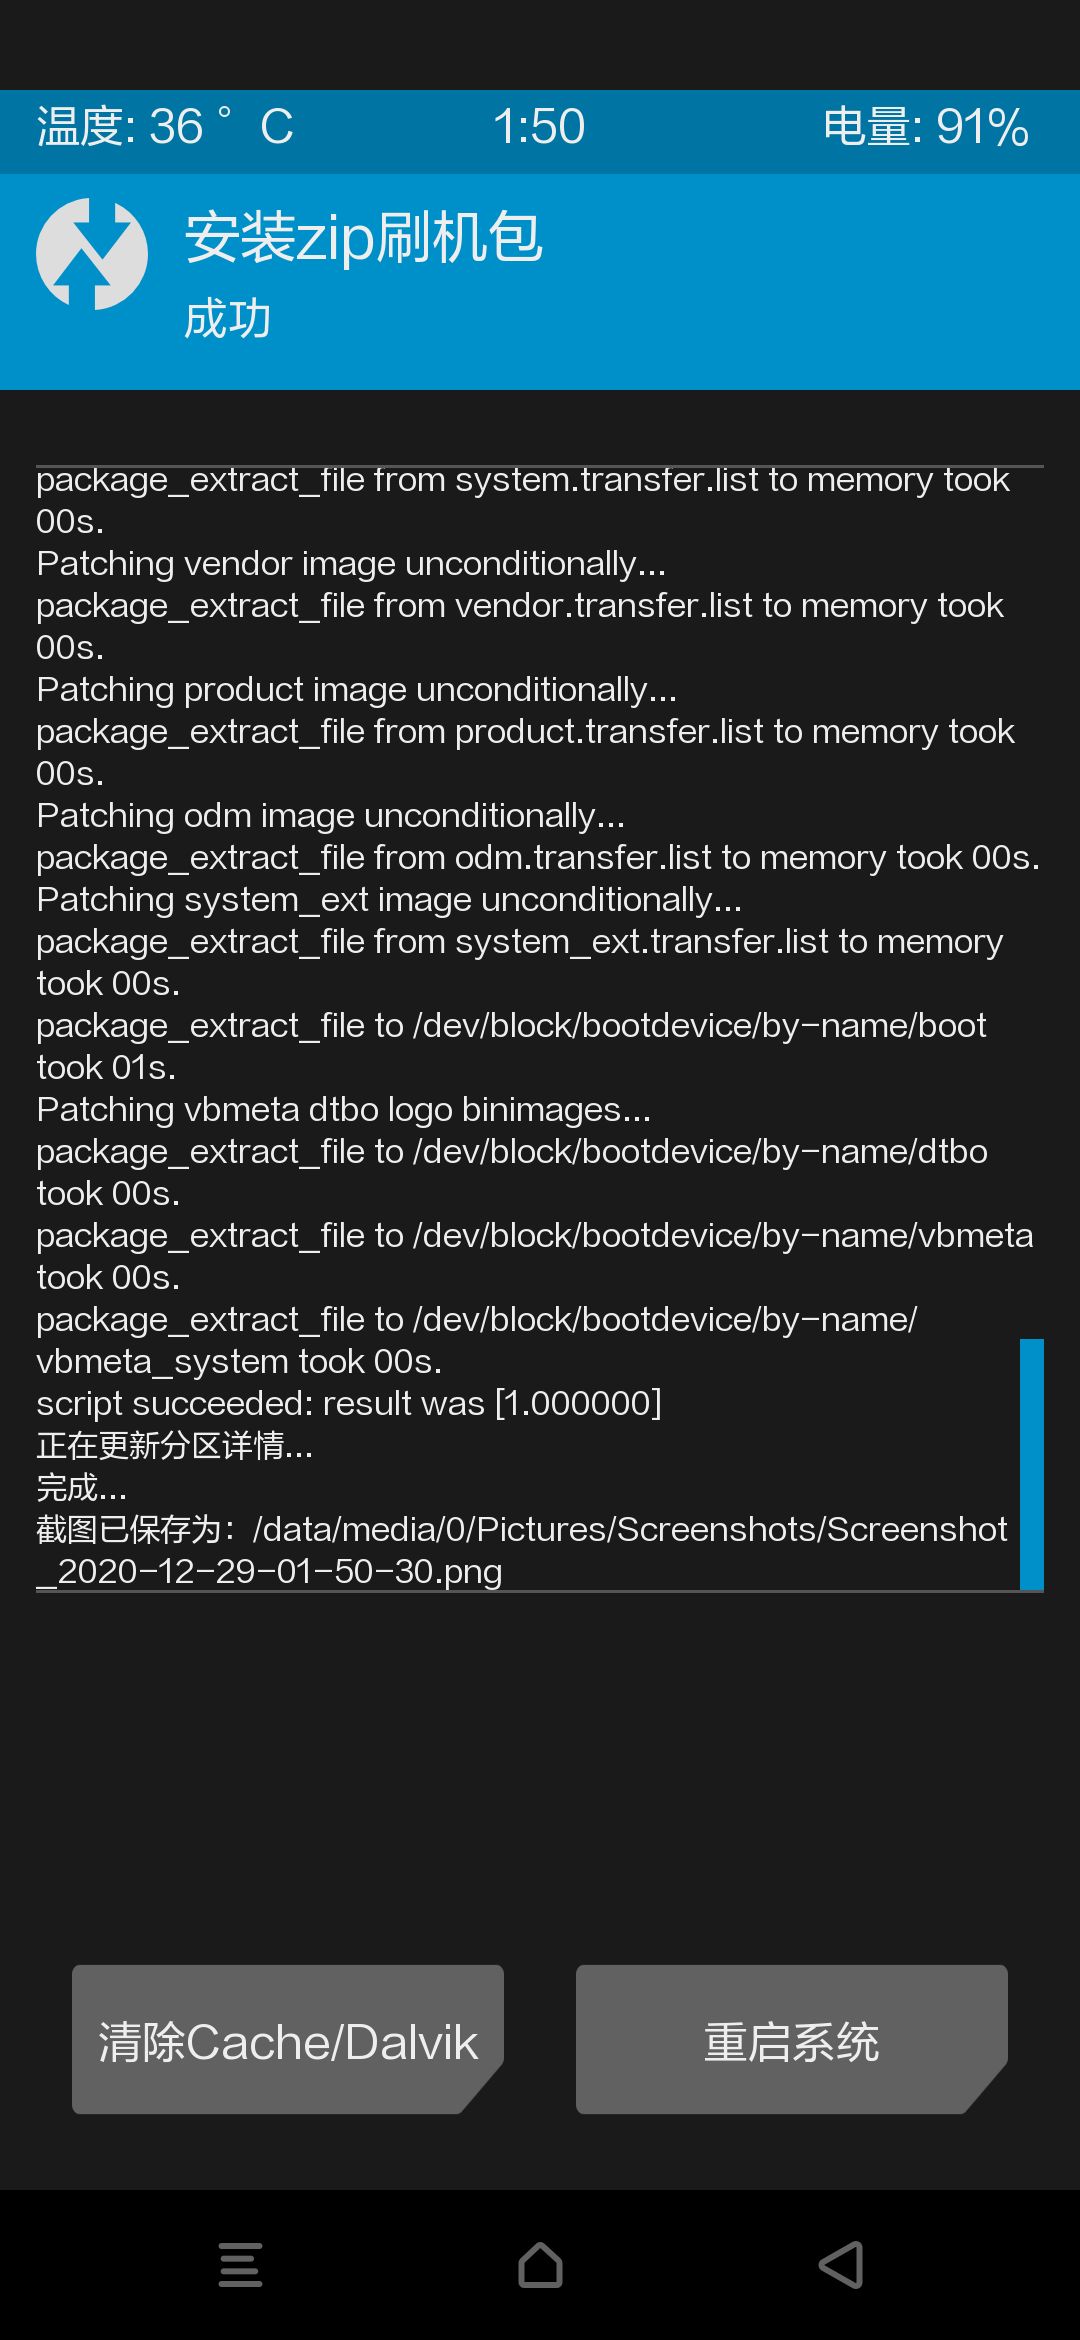 温度: 36 ° C 1:50 电量: 91%
安装zip刷机包
成功
package_extract_file from system.transfer.list to memory took
00s.
Patching vendor image unconditionally...
package_extract_file from vendor.transfer.list to memory took
00s.
Patching product image unconditionally...
package_extract_file from product.transfer.list to memory took
00s.
Patching odm image unconditionally...
package_extract_file from odm.transfer.list to memory took 00s.
Patching system_ext image unconditionally...
package_extract_file from system_ext.transfer.list to memory
took 00s.
package_extract_file to /dev/block/bootdevice/by-name/boot
took 01s.
Patching vbmeta dtbo logo binimages...
package_extract_file to /dev/block/bootdevice/by-name/dtbo
took 00s.
package_extract_file to /dev/block/bootdevice/by-name/vbmeta
took 00s.
package_extract_file to /dev/block/bootdevice/by-name/
vbmeta_system took 00s.
script succeeded: result was [1.000000]
正在更新分区详情...
完成...
截图已保存为：/data/media/0/Pictures/Screenshots/Screenshot
_2020-12-29-01-50-30.png
清除Cache/Dalvik 重启系统